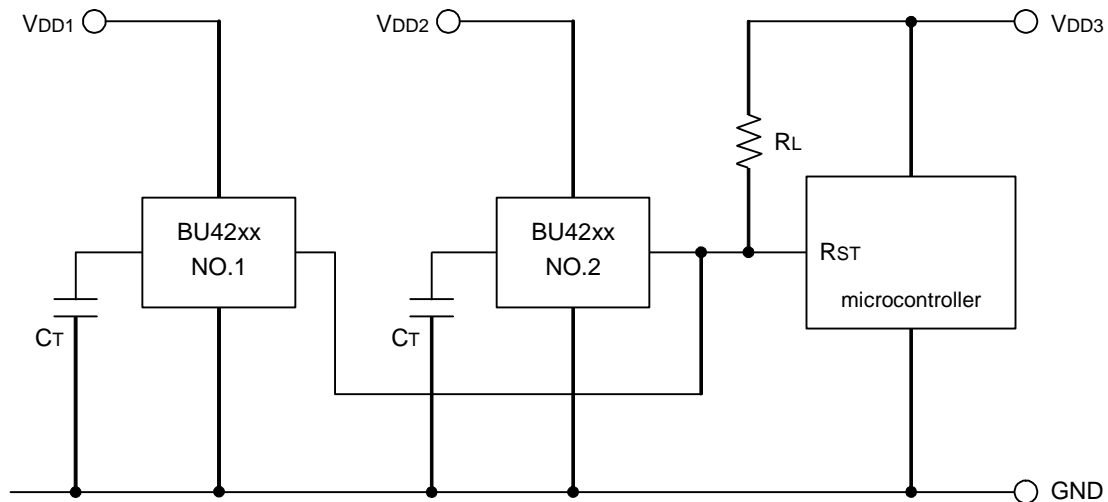 VDD1
VDD2
VDD3
RL
BU42xx
NO.1
BU42xx
NO.2
RST
microcontroller
CT
CT
GND